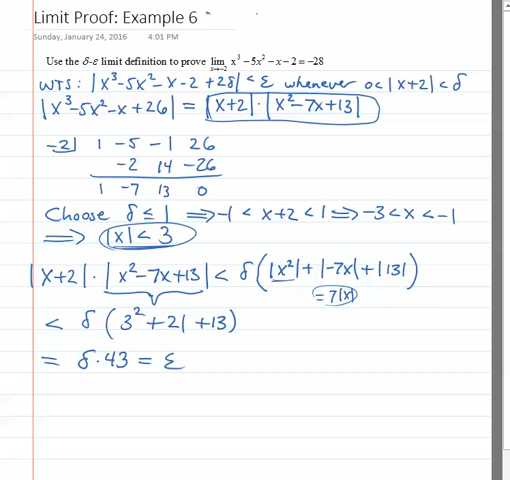 Limit Proof: Example 6
Sunday, January 24, 2016 4:01 PM
Use the δ-ε limit definition to prove lim x→-2 x³ - 5x² - x - 2 = -28
WTS: |x³-5x²-x-2+28| < ε whenever 0<|x+2|<δ
|x³-5x²-x+26| = |x+2|·|x²-7x+13|
-2| 1 -5 -1 26
-2 14 -26
1 -7 13 0
Choose δ ≤ 1 ⟹ -1 < x+2 < 1 ⟹ -3 < x < -1
⟹ |x| < 3
|x+2|·|x²-7x+13| < δ(|x²|+|-7x|+|13|)
=7|x|
< δ(3²+21+13)
= δ·43 = ε